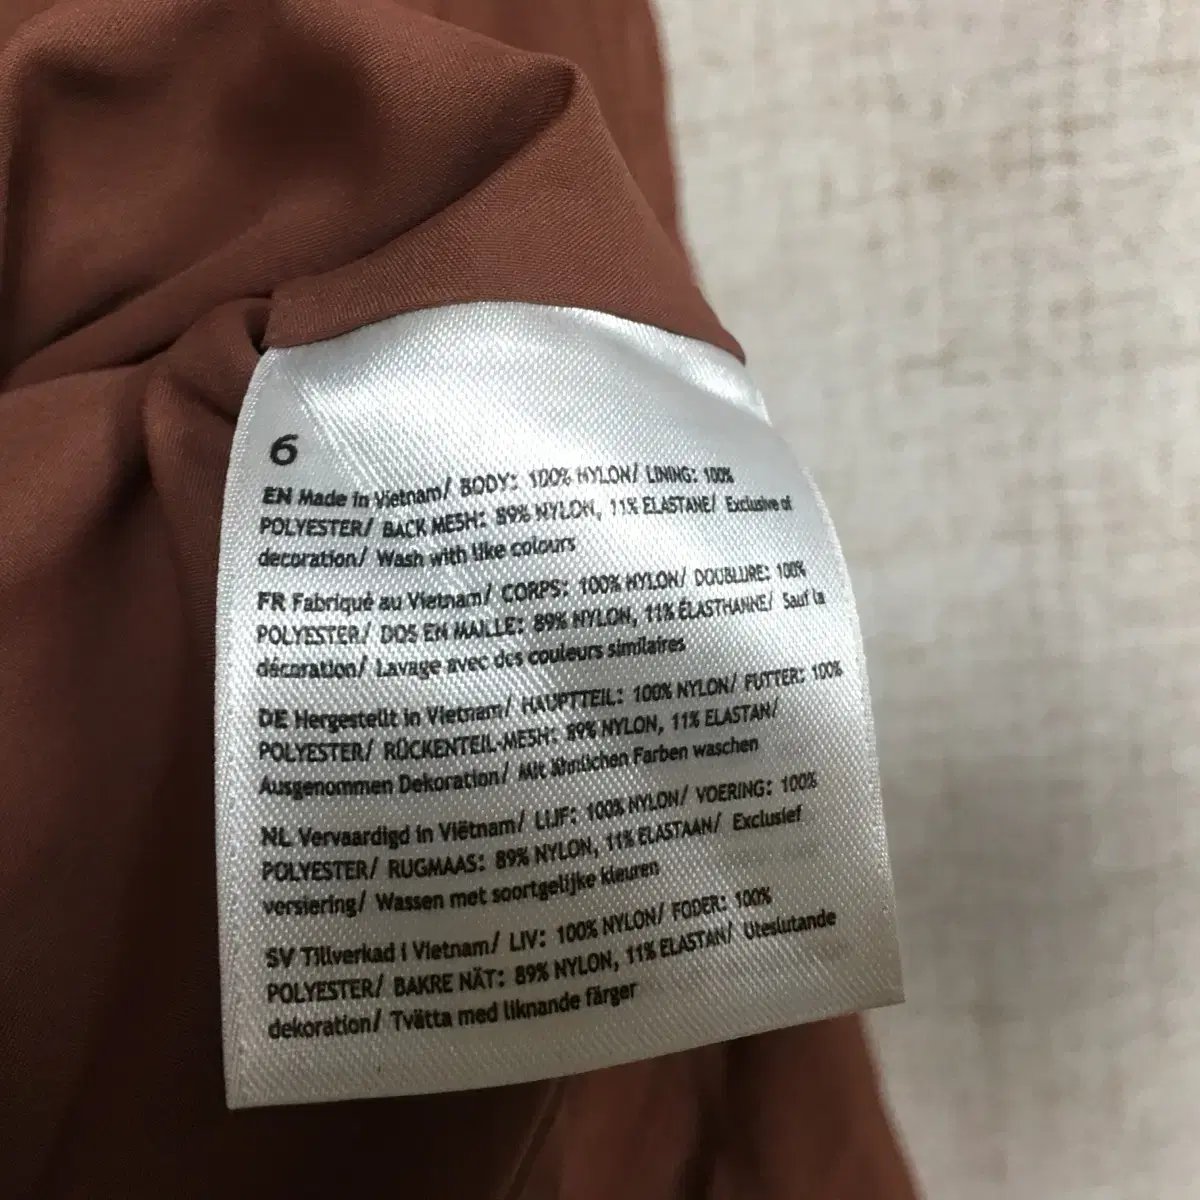 6
EN Made in Vietnam/ BODY: 100% NYLON/ LINING: 100%
POLYESTER/ BACK MESH: 89% NYLON, 11% ELASTANE/ Exclusive of
decoration/ Wash with like colours
FR Fabriqué au Vietnam/ CORPS: 100% NYLON/ DOUBLURE: 100%
POLYESTER/ DOS EN MAILLE: 89% NYLON, 11% ÉLASTHANNE/ Sauf la
décoration/ Lavage avec des couleurs similaires
DE Hergestellt in Vietnam/ HAUPTTEIL: 100% NYLON/ FUTTER: 100%
POLYESTER/ RÜCKENTEIL-MESH: 89% NYLON, 11% ELASTAN/
Ausgenommen Dekoration/ Mit ähnlichen Farben waschen
NL Vervaardigd in Viëtnam/ LIJF: 100% NYLON/ VOERING: 100%
POLYESTER/ RUGMAAS: 89% NYLON, 11% ELASTAAN/ Exclusief
versiering/ Wassen met soortgelijke kleuren
SV Tillverkad i Vietnam/ LIV: 100% NYLON/ FODER: 100%
POLYESTER/ BAKRE NÄT: 89% NYLON, 11% ELASTAN/ Uteslutande
dekoration/ Tvätta med liknande färger